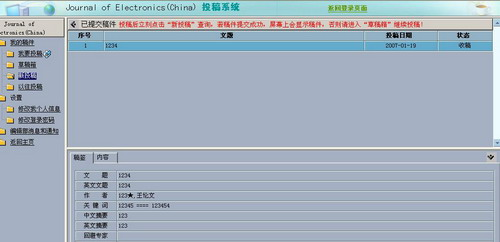 Journal of Electronics(China) 投稿系统
返回登录页面
Journal of
ectronics(China)
我的稿件
我要投稿
草稿箱
新投稿
以往投稿
设置
修改我个人信息
修改登录密码
编辑部消息和通知
返回主页
已提交稿件 投稿后立刻点击“新投稿”查询，若稿件提交成功，屏幕上会显示稿件，否则请进入“草稿箱”继续投稿！
序号 文题 投稿日期 状态
1 1234 2007-01-19 收稿
稿签 内容
文 题 1234
英文文题 1234
作 者 123★,王论文
关 键 词 12345 ==== 123454
中文摘要 123
英文摘要 123
回避专家